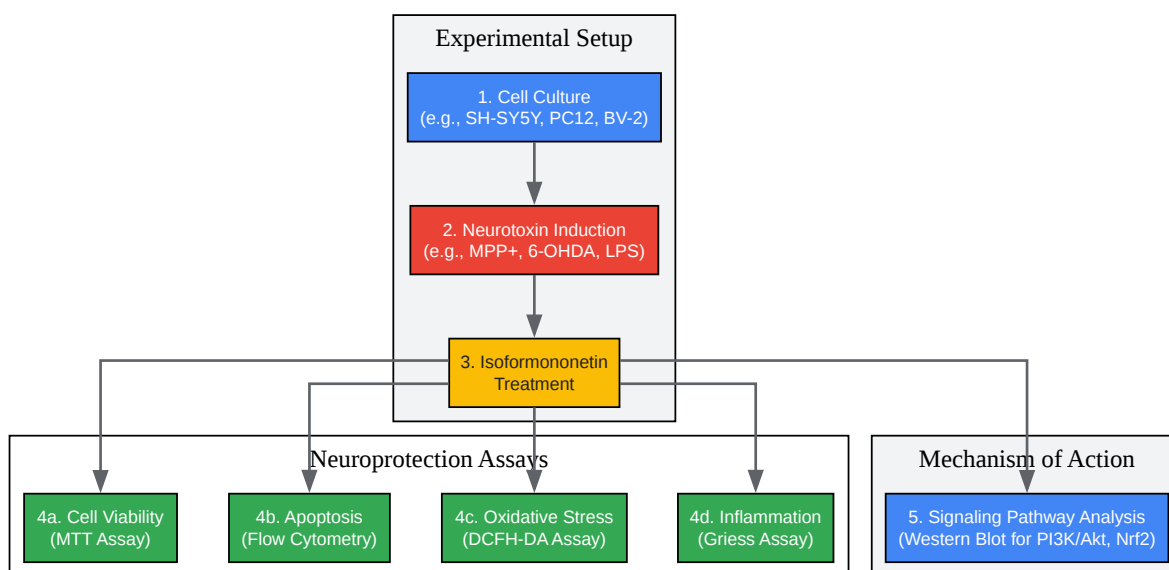 Experimental Setup
1. Cell Culture
(e.g., SH-SY5Y, PC12, BV-2)
2. Neurotoxin Induction
(e.g., MPP+, 6-OHDA, LPS)
3. Isoformononetin
Treatment
Neuroprotection Assays
4a. Cell Viability
(MTT Assay)
4b. Apoptosis
(Flow Cytometry)
4c. Oxidative Stress
(DCFH-DA Assay)
4d. Inflammation
(Griess Assay)
Mechanism of Action
5. Signaling Pathway Analysis
(Western Blot for PI3K/Akt, Nrf2)